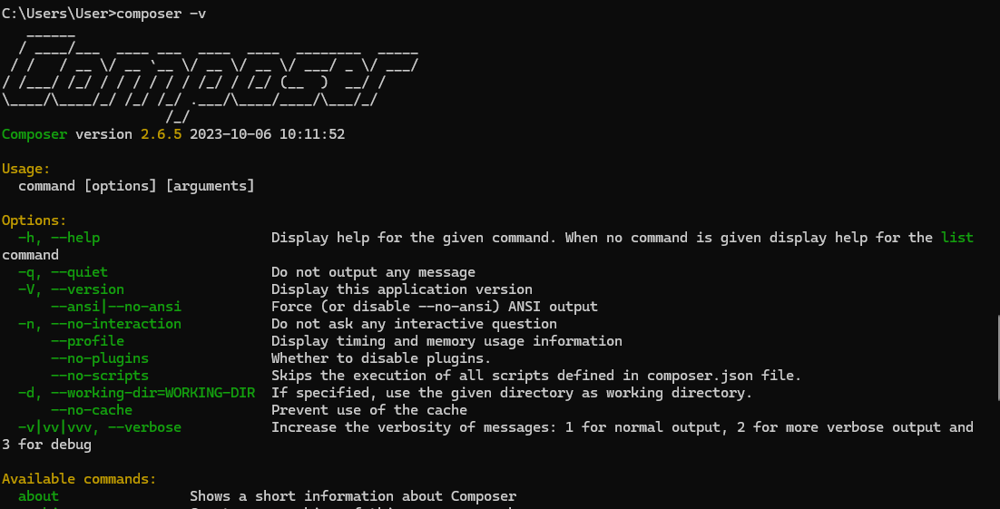 C:\Users\User>composer -v
   ______
  / ____/___  ____ ___  ____  ____  ________  _____
 / /   / __ \/ __ `__ \/ __ \/ __ \/ ___/ _ \/ ___/
/ /___/ /_/ / / / / / / /_/ / /_/ (__  )  __/ /
\____/\____/_/ /_/ /_/ .___/\____/____/\___/_/
                    /_/
Composer version 2.6.5 2023-10-06 10:11:52

Usage:
  command [options] [arguments]

Options:
  -h, --help                     Display help for the given command. When no command is given display help for the list
command
  -q, --quiet                    Do not output any message
  -V, --version                  Display this application version
      --ansi|--no-ansi           Force (or disable --no-ansi) ANSI output
  -n, --no-interaction           Do not ask any interactive question
      --profile                  Display timing and memory usage information
      --no-plugins               Whether to disable plugins.
      --no-scripts               Skips the execution of all scripts defined in composer.json file.
  -d, --working-dir=WORKING-DIR  If specified, use the given directory as working directory.
      --no-cache                 Prevent use of the cache
  -v|vv|vvv, --verbose           Increase the verbosity of messages: 1 for normal output, 2 for more verbose output and
3 for debug

Available commands:
  about                Shows a short information about Composer